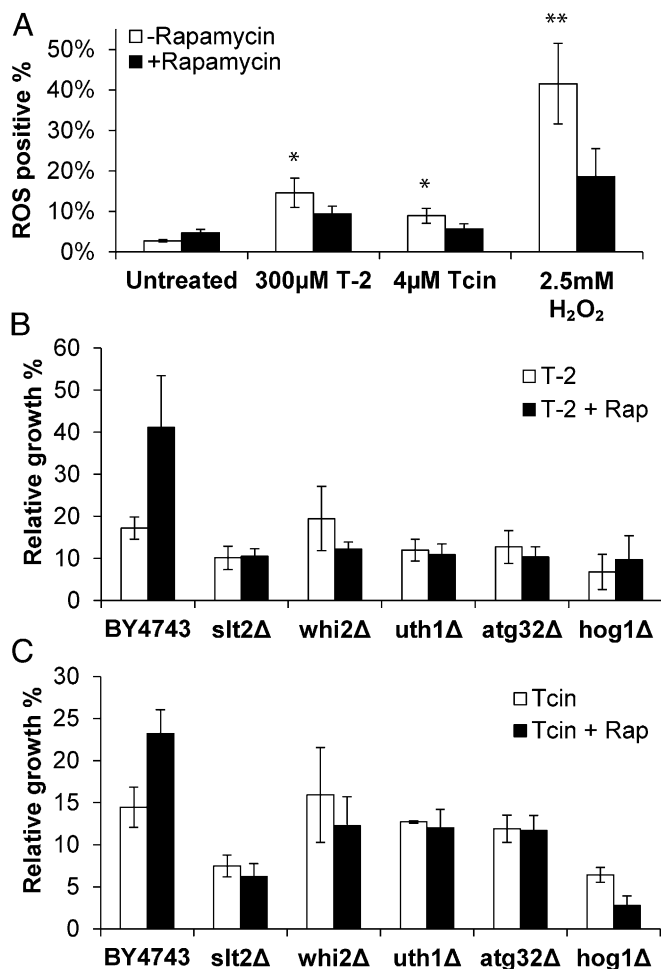 A
-Rapamycin
+Rapamycin
ROS positive %
50%
40%
30%
20%
10%
0%
*
*
**
Untreated 300µM T-2 4µM Tcin 2.5mM
H₂O₂
B
Relative growth %
60
50
40
30
20
10
0
T-2
T-2 + Rap
BY4743 slt2Δ whi2Δ uth1Δ atg32Δ hog1Δ
C
Relative growth %
30
25
20
15
10
5
0
Tcin
Tcin + Rap
BY4743 slt2Δ whi2Δ uth1Δ atg32Δ hog1Δ